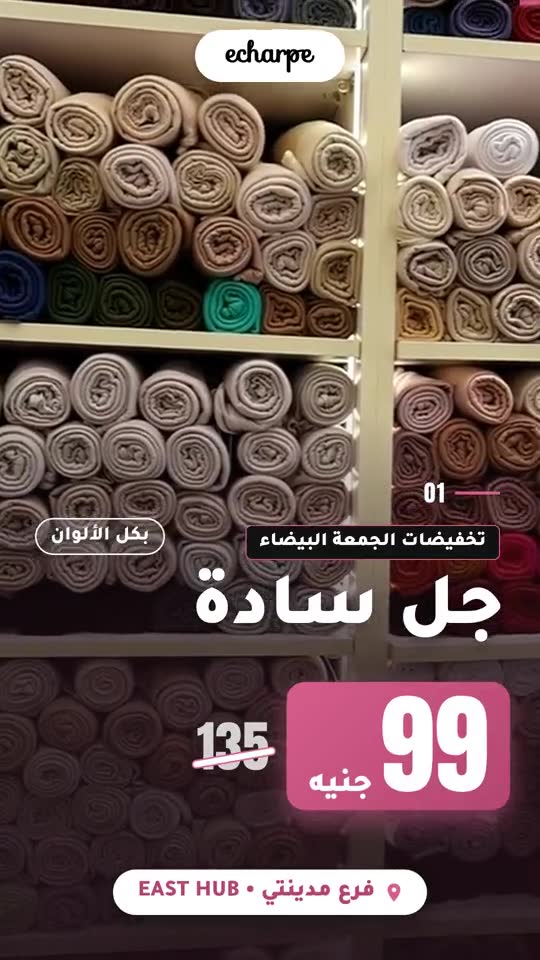 echarpe
01
تخفيضات الجمعة البيضاء
بكل الألوان
جل سادة
99 جنيه 135
فرع مدينتي • EAST HUB